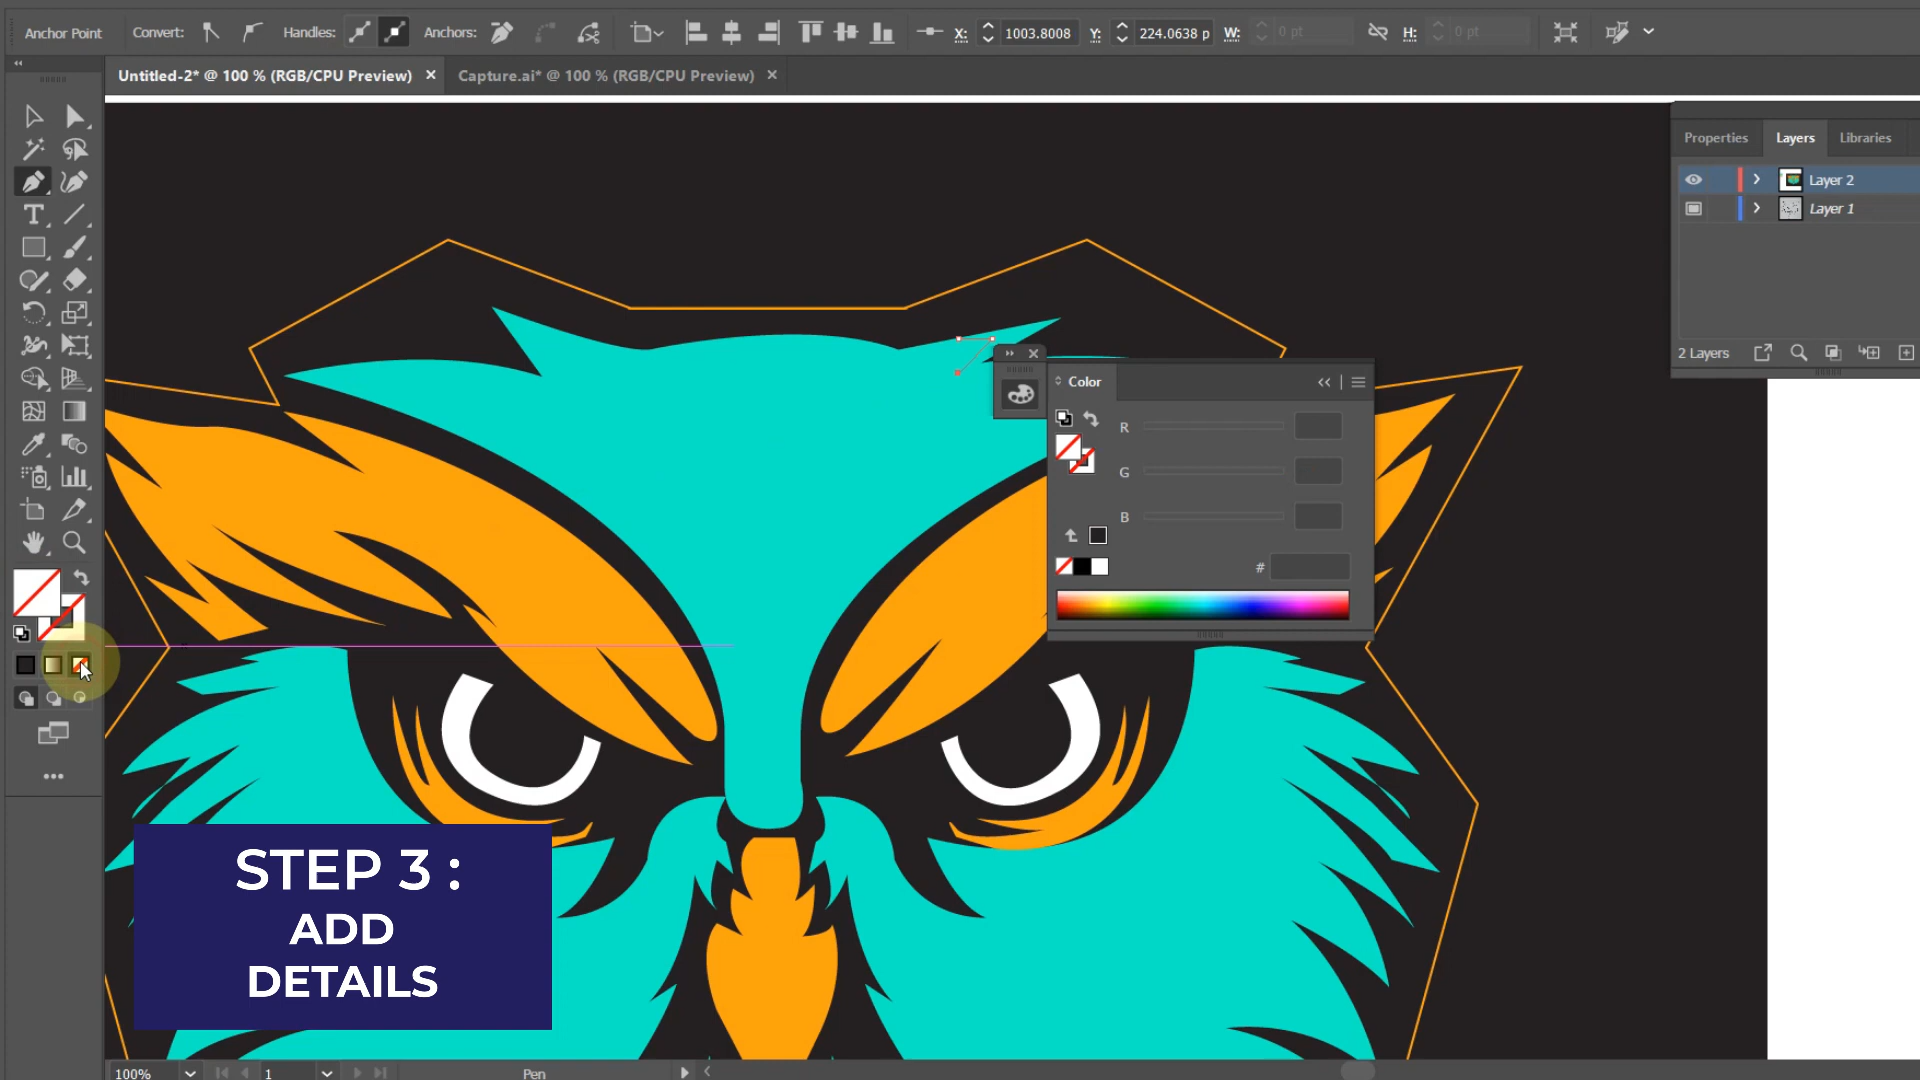 Anchor Point Convert: Handles: Anchors: X: 1003.8008 Y: 224.0638 p W: 0 pt H: 0 pt
Untitled-2* @ 100 % (RGB/CPU Preview) × Capture.ai* @ 100 % (RGB/CPU Preview) ×
Properties Layers Libraries
Layer 2
Layer 1
2 Layers
Color
R
G
B
#
STEP 3 :
ADD
DETAILS
100% 1 Pen